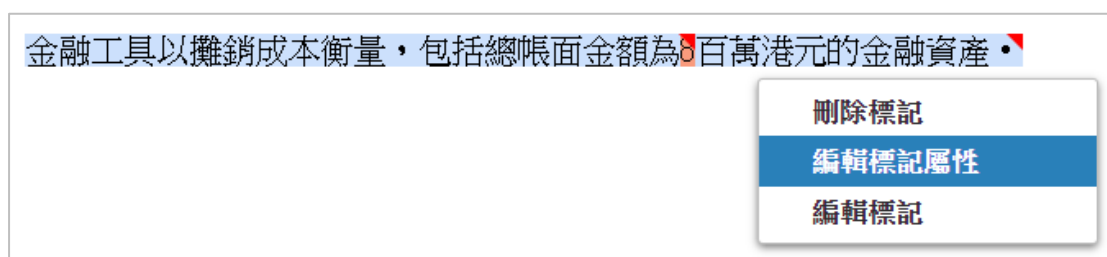 金融工具以攤銷成本衡量，包括總帳面金額為8百萬港元的金融資產•
刪除標記
編輯標記屬性
編輯標記